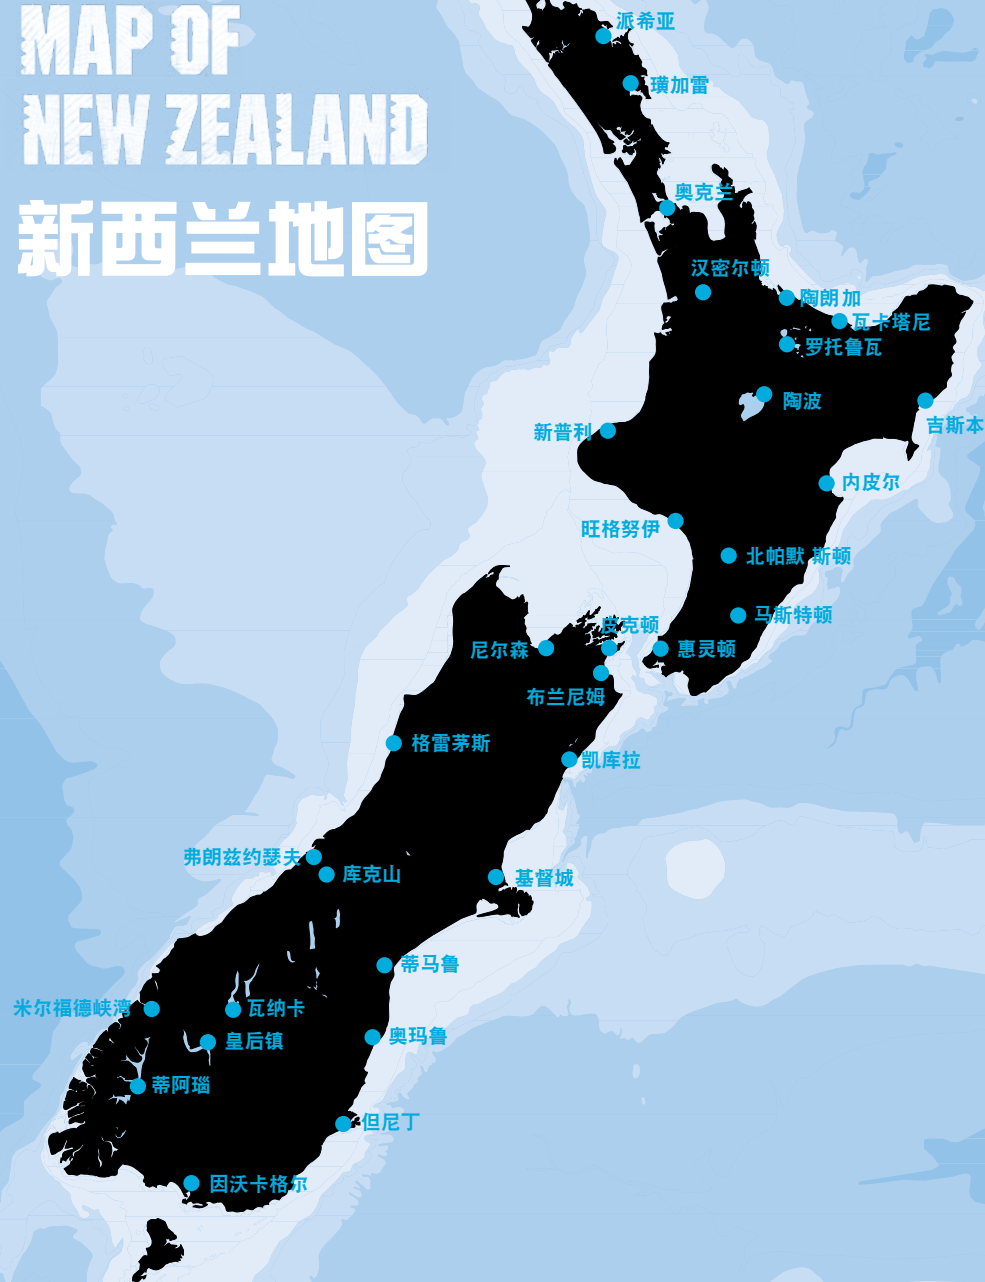 MAP OF
NEW ZEALAND
新西兰地图
派希亚
璜加雷
奥克兰
汉密尔顿
陶朗加
瓦卡塔尼
罗托鲁瓦
陶波
吉斯本
新普利
内皮尔
旺格努伊
北帕默 斯顿
马斯特顿
皮克顿
尼尔森
惠灵顿
布兰尼姆
格雷茅斯
凯库拉
弗朗兹约瑟夫
库克山
基督城
蒂马鲁
米尔福德峡湾
瓦纳卡
皇后镇
奥玛鲁
蒂阿瑙
但尼丁
因沃卡格尔